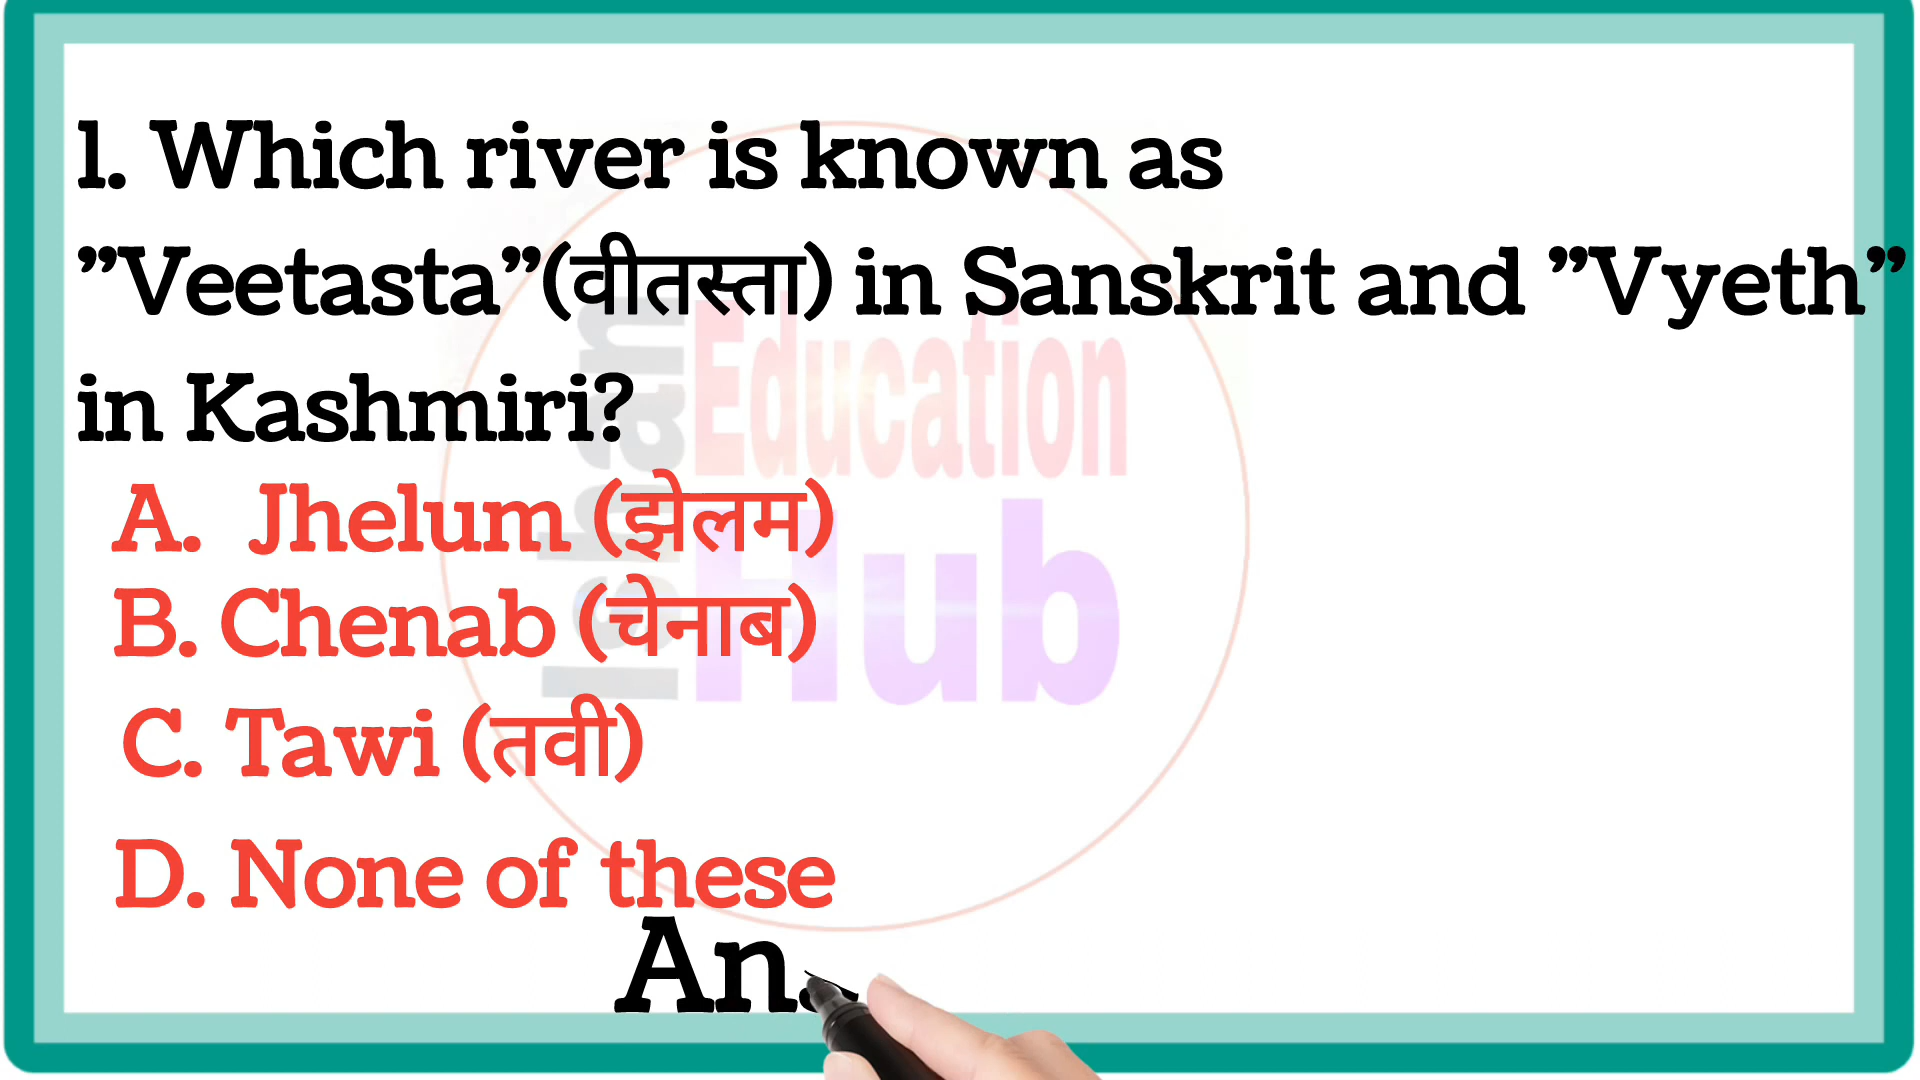 1. Which river is known as
”Veetasta”(वीतस्ता) in Sanskrit and ”Vyeth”
in Kashmiri?
A. Jhelum (झेलम)
B. Chenab (चेनाब)
C. Tawi (तवी)
D. None of these
An
Ishan
Education
Hub